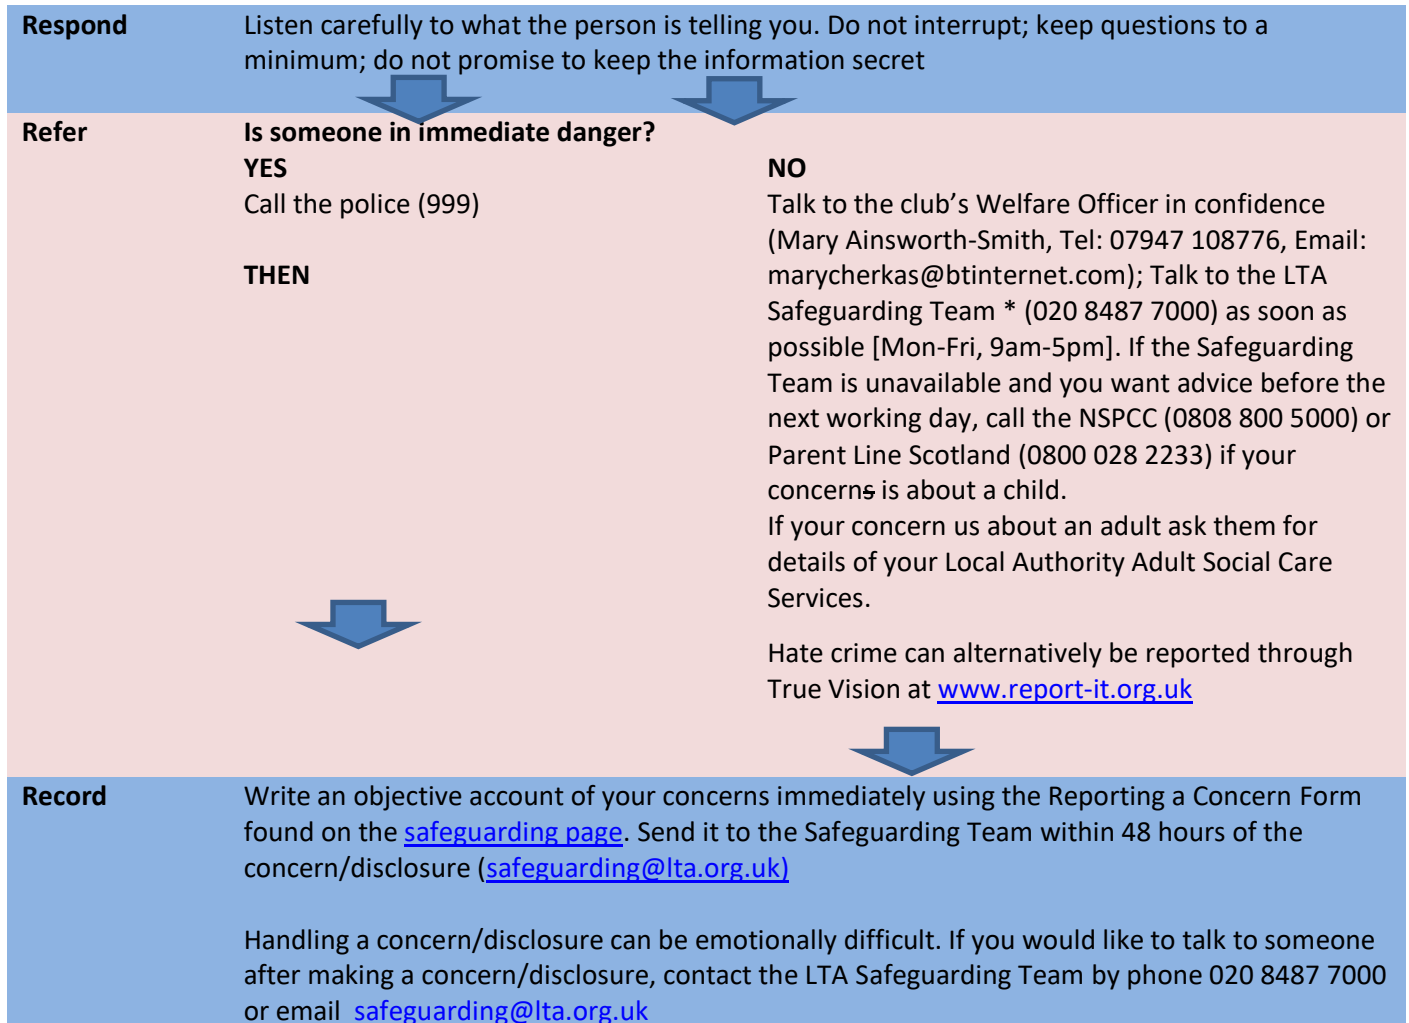 Respond
Listen carefully to what the person is telling you. Do not interrupt; keep questions to a
minimum; do not promise to keep the information secret
Refer
Is someone in immediate danger?
YES
Call the police (999)
THEN
NO
Talk to the club’s Welfare Officer in confidence
(Mary Ainsworth-Smith, Tel: 07947 108776, Email:
marycherkas@btinternet.com); Talk to the LTA
Safeguarding Team * (020 8487 7000) as soon as
possible [Mon-Fri, 9am-5pm]. If the Safeguarding
Team is unavailable and you want advice before the
next working day, call the NSPCC (0808 800 5000) or
Parent Line Scotland (0800 028 2233) if your
concerns is about a child.
If your concern us about an adult ask them for
details of your Local Authority Adult Social Care
Services.
Hate crime can alternatively be reported through
True Vision at www.report-it.org.uk
Record
Write an objective account of your concerns immediately using the Reporting a Concern Form
found on the safeguarding page. Send it to the Safeguarding Team within 48 hours of the
concern/disclosure (safeguarding@lta.org.uk)
Handling a concern/disclosure can be emotionally difficult. If you would like to talk to someone
after making a concern/disclosure, contact the LTA Safeguarding Team by phone 020 8487 7000
or email safeguarding@lta.org.uk